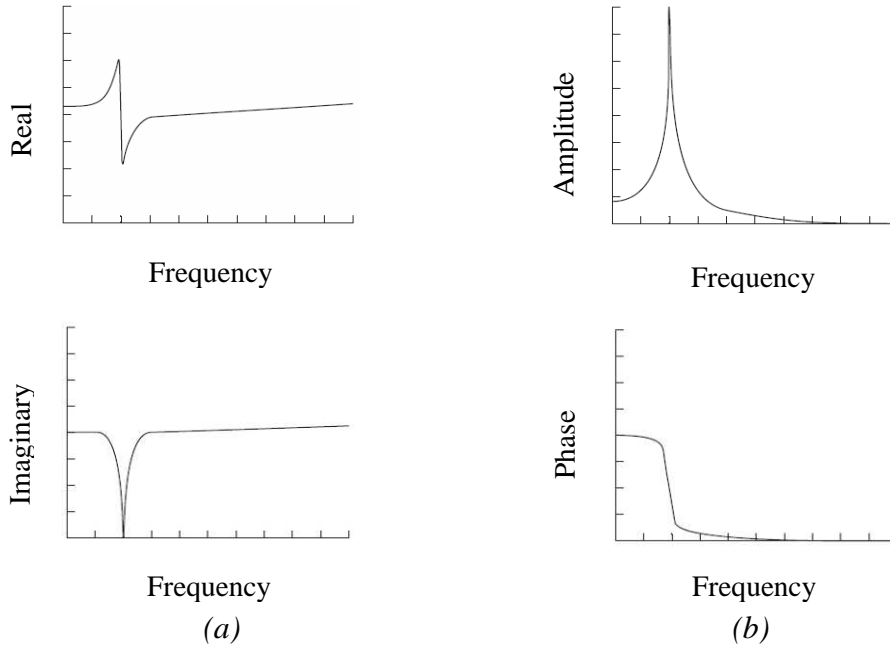 Real
Frequency
Imaginary
Frequency
(a)
Amplitude
Frequency
Phase
Frequency
(b)